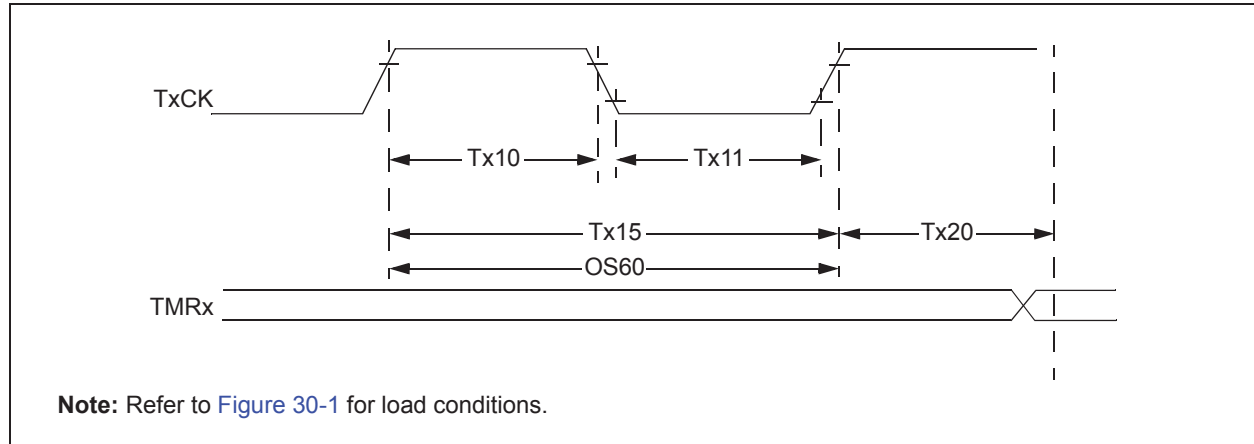 TxCK
Tx10
Tx11
Tx15
Tx20
OS60
TMRx
Note: Refer to Figure 30-1 for load conditions.